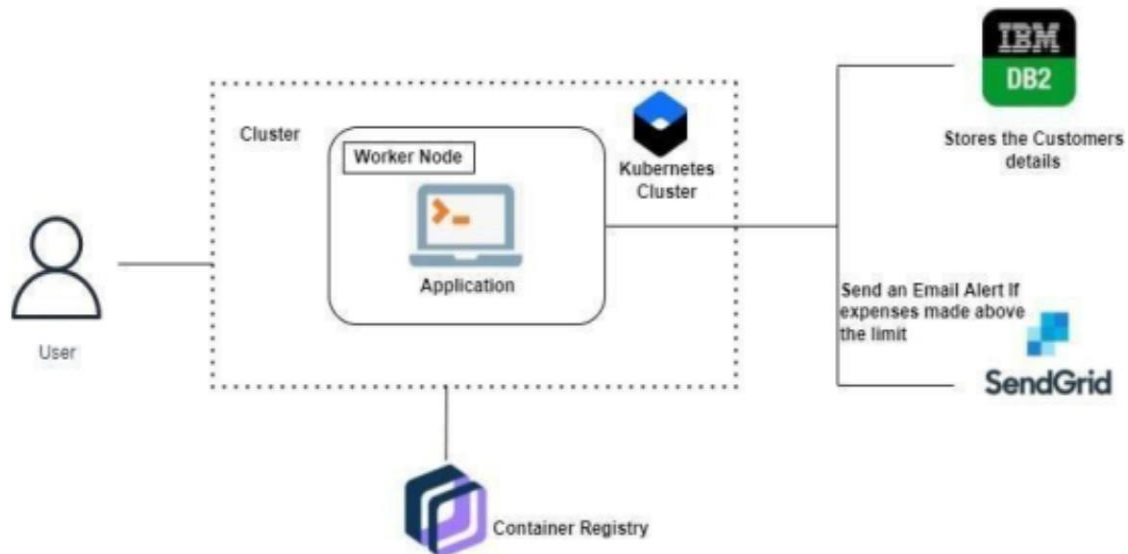 IBM
DB2
Stores the Customers
details
Cluster
Worker Node
Kubernetes
Cluster
Application
User
Send an Email Alert If
expenses made above
the limit
SendGrid
Container Registry